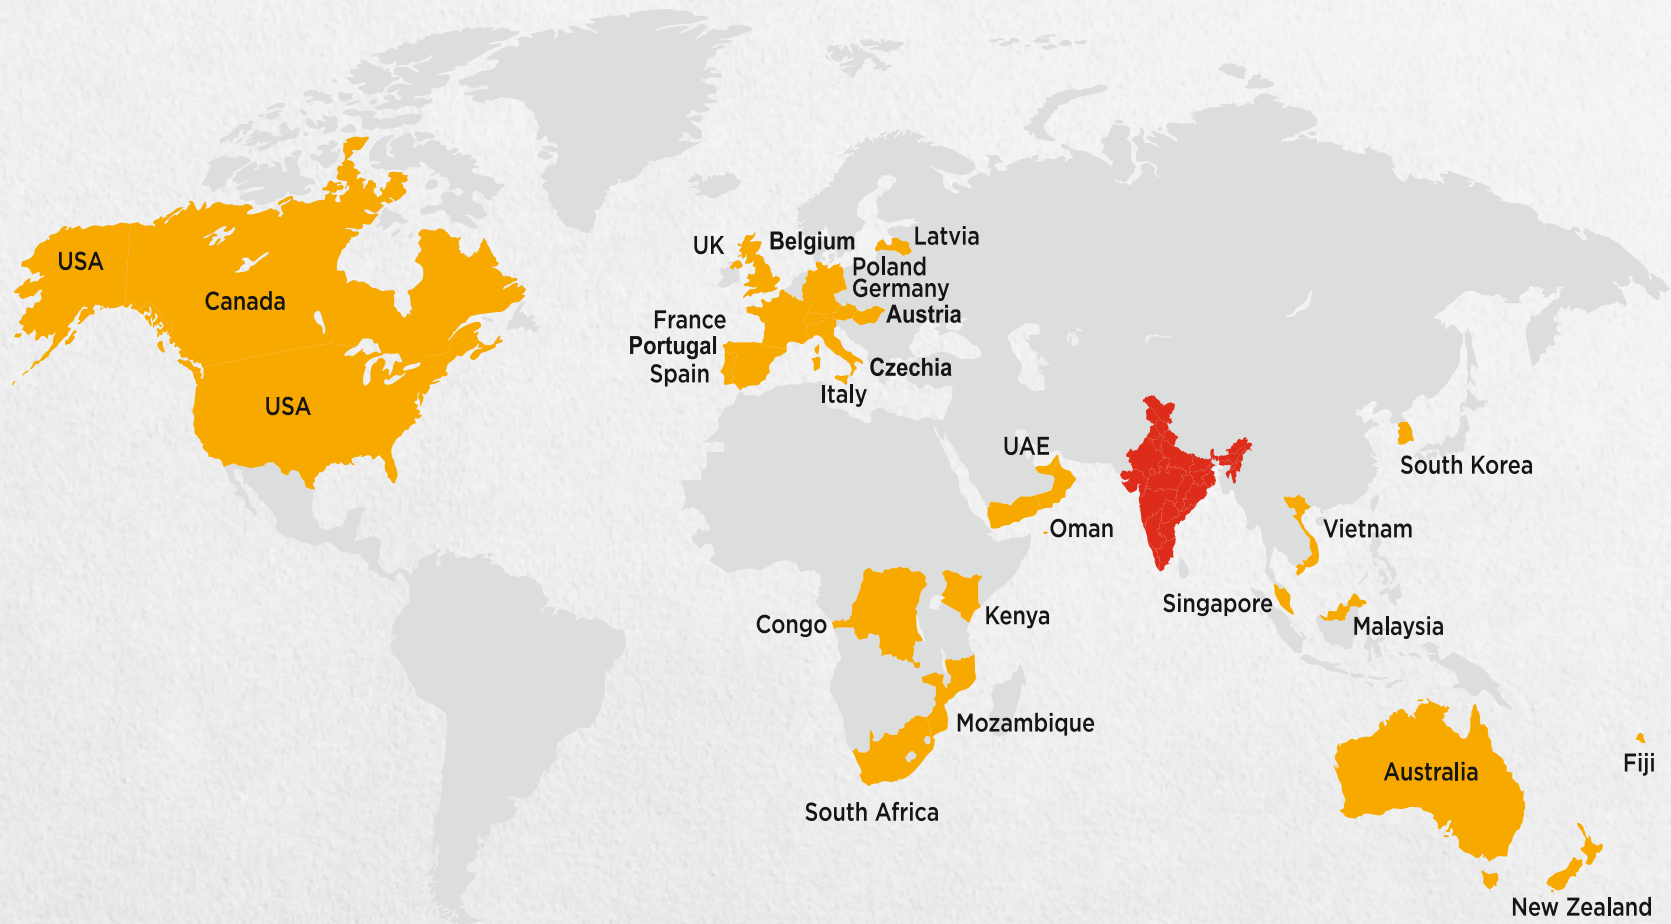 UK
Belgium
Latvia
USA
Poland
Germany
Canada
Austria
France
Portugal
Czechia
Spain
Italy
USA
UAE
South Korea
Oman
Vietnam
Singapore
Kenya
Congo
Malaysia
Mozambique
Fiji
Australia
South Africa
New Zealand